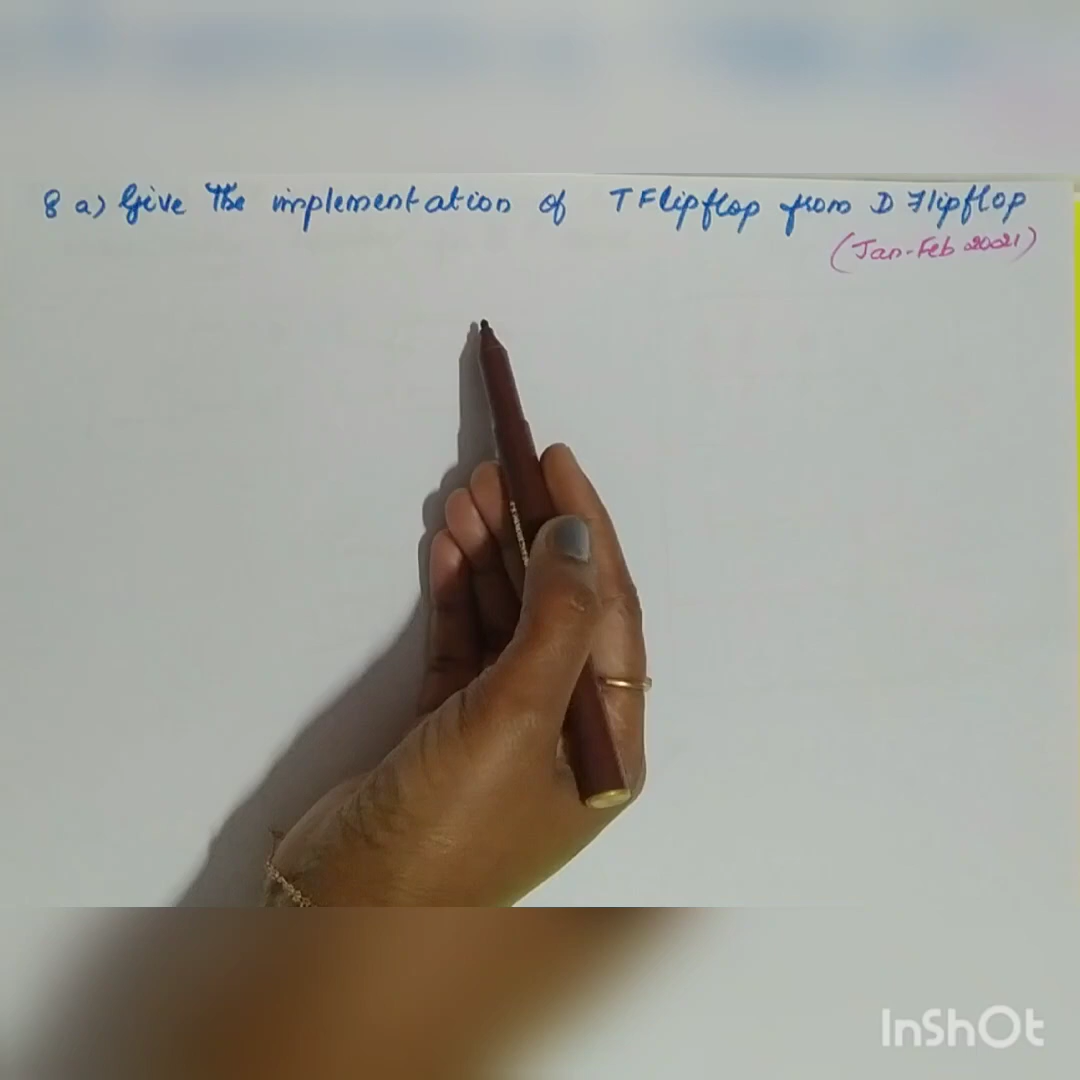 8 a) Give The implementation of T Flipflop from D Flipflop
(Jan-Feb 2021)
InShOt